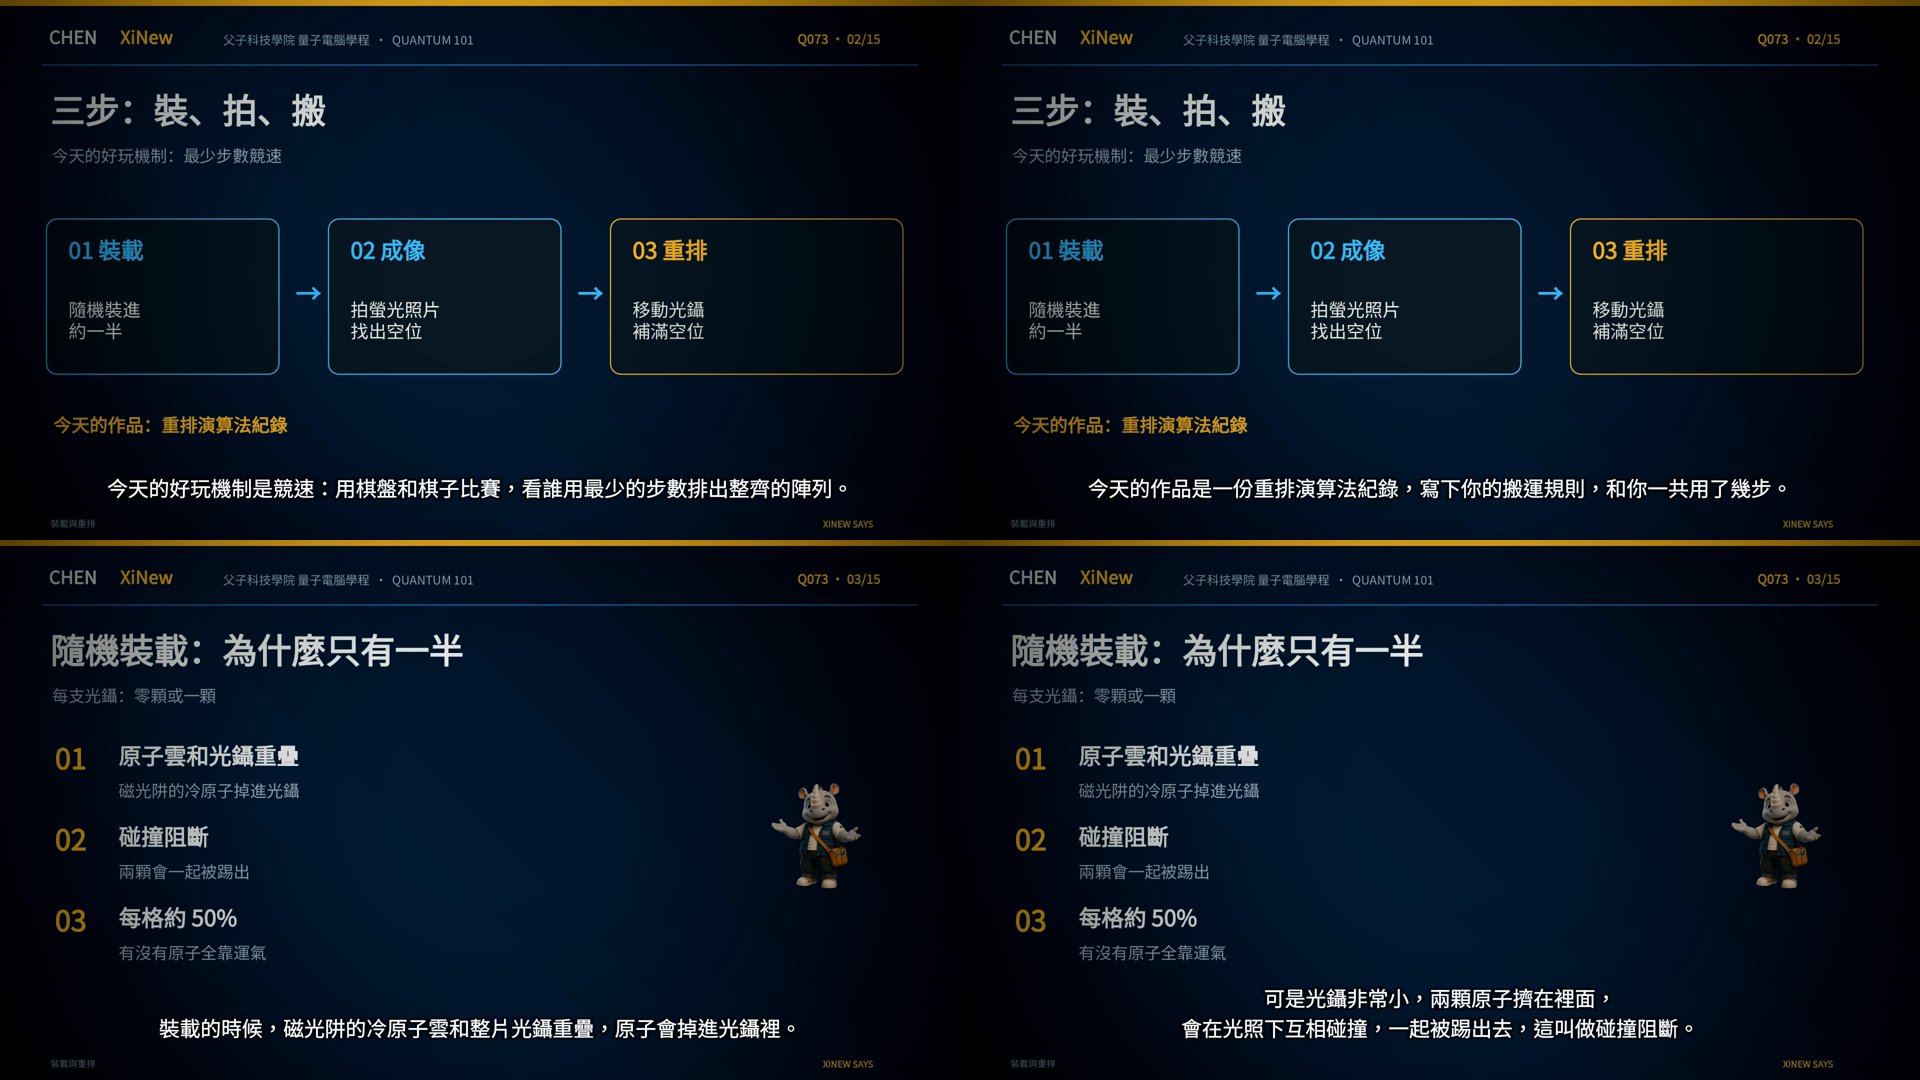 CHEN XiNew 父子科技學院 量子電腦學程 · QUANTUM 101 Q073 · 02/15
三步：裝、拍、搬
今天的好玩機制：最少步數競速
01 裝載
隨機裝進
約一半
→
02 成像
拍螢光照片
找出空位
→
03 重排
移動光鑷
補滿空位
今天的作品：重排演算法紀錄
今天的好玩機制是競速：用棋盤和棋子比賽，看誰用最少的步數排出整齊的陣列。
裝載與重排 XINEW SAYS
CHEN XiNew 父子科技學院 量子電腦學程 · QUANTUM 101 Q073 · 02/15
三步：裝、拍、搬
今天的好玩機制：最少步數競速
01 裝載
隨機裝進
約一半
→
02 成像
拍螢光照片
找出空位
→
03 重排
移動光鑷
補滿空位
今天的作品：重排演算法紀錄
今天的作品是一份重排演算法紀錄，寫下你的搬運規則，和你一共用了幾步。
裝載與重排 XINEW SAYS
CHEN XiNew 父子科技學院 量子電腦學程 · QUANTUM 101 Q073 · 03/15
隨機裝載：為什麼只有一半
每支光鑷：零顆或一顆
01 原子雲和光鑷重疊
磁光阱的冷原子掉進光鑷
02 碰撞阻斷
兩顆會一起被踢出
03 每格約 50%
有沒有原子全靠運氣
裝載的時候，磁光阱的冷原子雲和整片光鑷重疊，原子會掉進光鑷裡。
裝載與重排 XINEW SAYS
CHEN XiNew 父子科技學院 量子電腦學程 · QUANTUM 101 Q073 · 03/15
隨機裝載：為什麼只有一半
每支光鑷：零顆或一顆
01 原子雲和光鑷重疊
磁光阱的冷原子掉進光鑷
02 碰撞阻斷
兩顆會一起被踢出
03 每格約 50%
有沒有原子全靠運氣
可是光鑷非常小，兩顆原子擠在裡面，
會在光照下互相碰撞，一起被踢出去，這叫做碰撞阻斷。
裝載與重排 XINEW SAYS